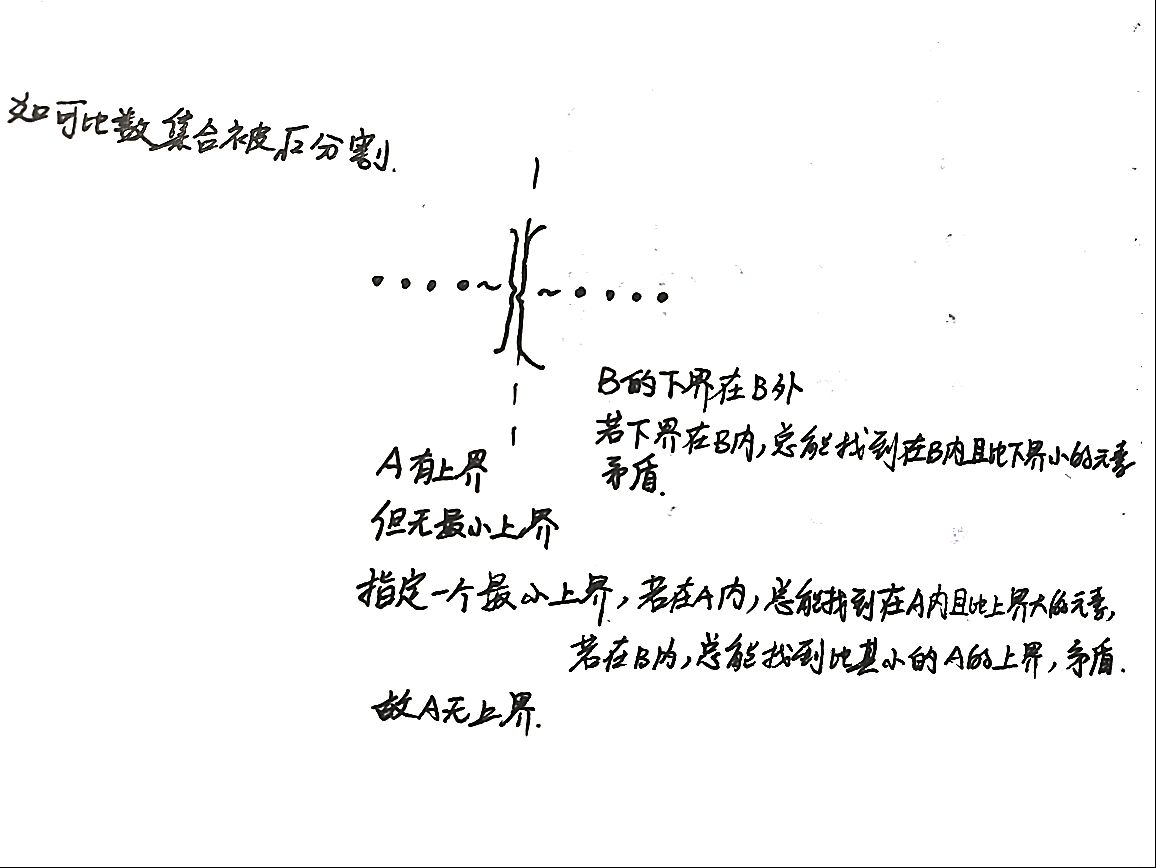 如可比数集合被√2分割.
B的下界在B外
若下界在B内,总能找到在B内且比下界小的元素
矛盾.
A有上界
但无最小上界
指定一个最小上界,若在A内,总能找到在A内且比上界大的元素,
若在B内,总能找到比其小的A的上界,矛盾.
故A无上界.